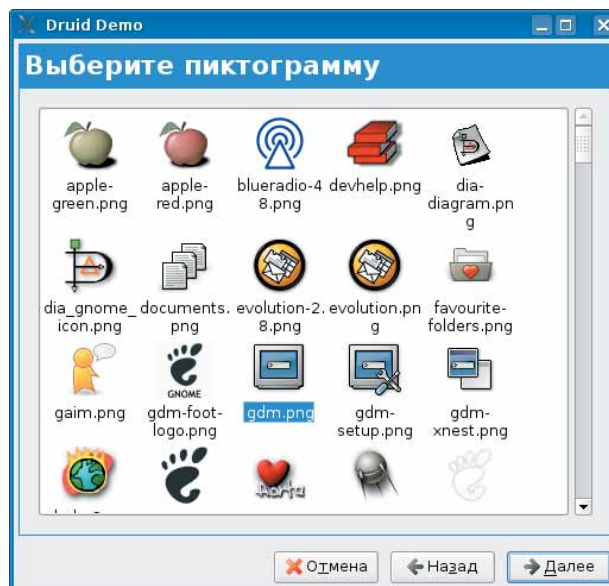 Druid Demo
Выберите пиктограмму
apple- apple- blueradio-4 devhelp.png dia-
green.png red.png 8.png diagram.pn
g
dia_gnome_ documents. evolution-2. evolution.pn favourite-
icon.png png 8.png g folders.png
GNOME
gaim.png gdm-foot- gdm.png gdm- gdm-
logo.png setup.png xnest.png
Отмена Назад Далее